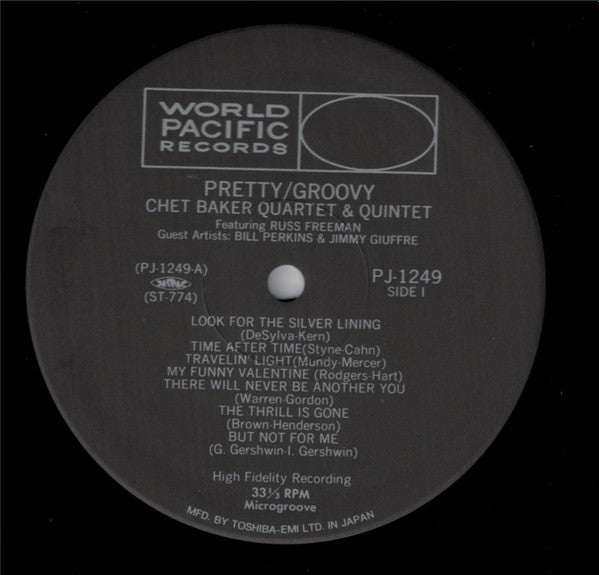 WORLD
PACIFIC
RECORDS
PRETTY/GROOVY
CHET BAKER QUARTET & QUINTET
Featuring RUSS FREEMAN
Guest Artists: BILL PERKINS & JIMMY GIUFFRE
(PJ-1249-A)
(ST-774)
PJ-1249
SIDE I
LOOK FOR THE SILVER LINING
(DeSylva-Kern)
TIME AFTER TIME(Styne-Cahn)
TRAVELIN' LIGHT(Mundy-Mercer)
MY FUNNY VALENTINE (Rodgers-Hart)
THERE WILL NEVER BE ANOTHER YOU
(Warren-Gordon)
THE THRILL IS GONE
(Brown-Henderson)
BUT NOT FOR ME
(G. Gershwin-I. Gershwin)
High Fidelity Recording
33⅓ RPM
Microgroove
MFD. BY TOSHIBA-EMI LTD. IN JAPAN